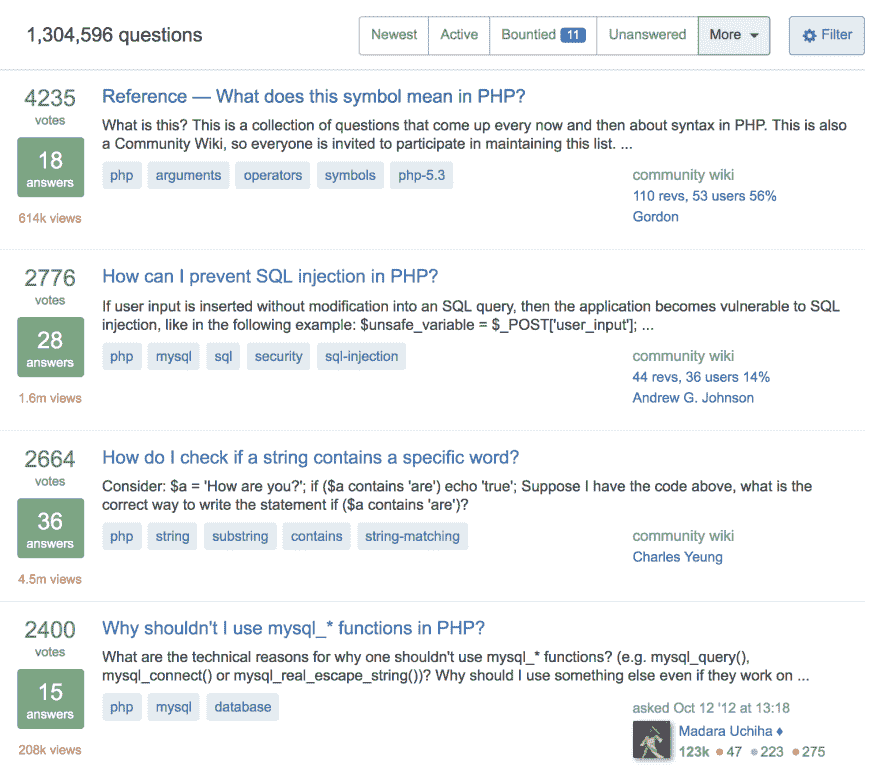 1,304,596 questions
Newest Active Bountied 11 Unanswered More Filter
4235
votes
18
answers
614k views
Reference — What does this symbol mean in PHP?
What is this? This is a collection of questions that come up every now and then about syntax in PHP. This is also
a Community Wiki, so everyone is invited to participate in maintaining this list. ...
php arguments operators symbols php-5.3
community wiki
110 revs, 53 users 56%
Gordon
2776
votes
28
answers
1.6m views
How can I prevent SQL injection in PHP?
If user input is inserted without modification into an SQL query, then the application becomes vulnerable to SQL
injection, like in the following example: $unsafe_variable = $_POST['user_input']; ...
php mysql sql security sql-injection
community wiki
44 revs, 36 users 14%
Andrew G. Johnson
2664
votes
36
answers
4.5m views
How do I check if a string contains a specific word?
Consider: $a = 'How are you?'; if ($a contains 'are') echo 'true'; Suppose I have the code above, what is the
correct way to write the statement if ($a contains 'are')?
php string substring contains string-matching
community wiki
Charles Yeung
2400
votes
15
answers
208k views
Why shouldn't I use mysql_* functions in PHP?
What are the technical reasons for why one shouldn't use mysql_* functions? (e.g. mysql_query(),
mysql_connect() or mysql_real_escape_string())? Why should I use something else even if they work on ...
php mysql database
asked Oct 12 '12 at 13:18
Madara Uchiha ♦
123k ● 47 ● 223 ● 275